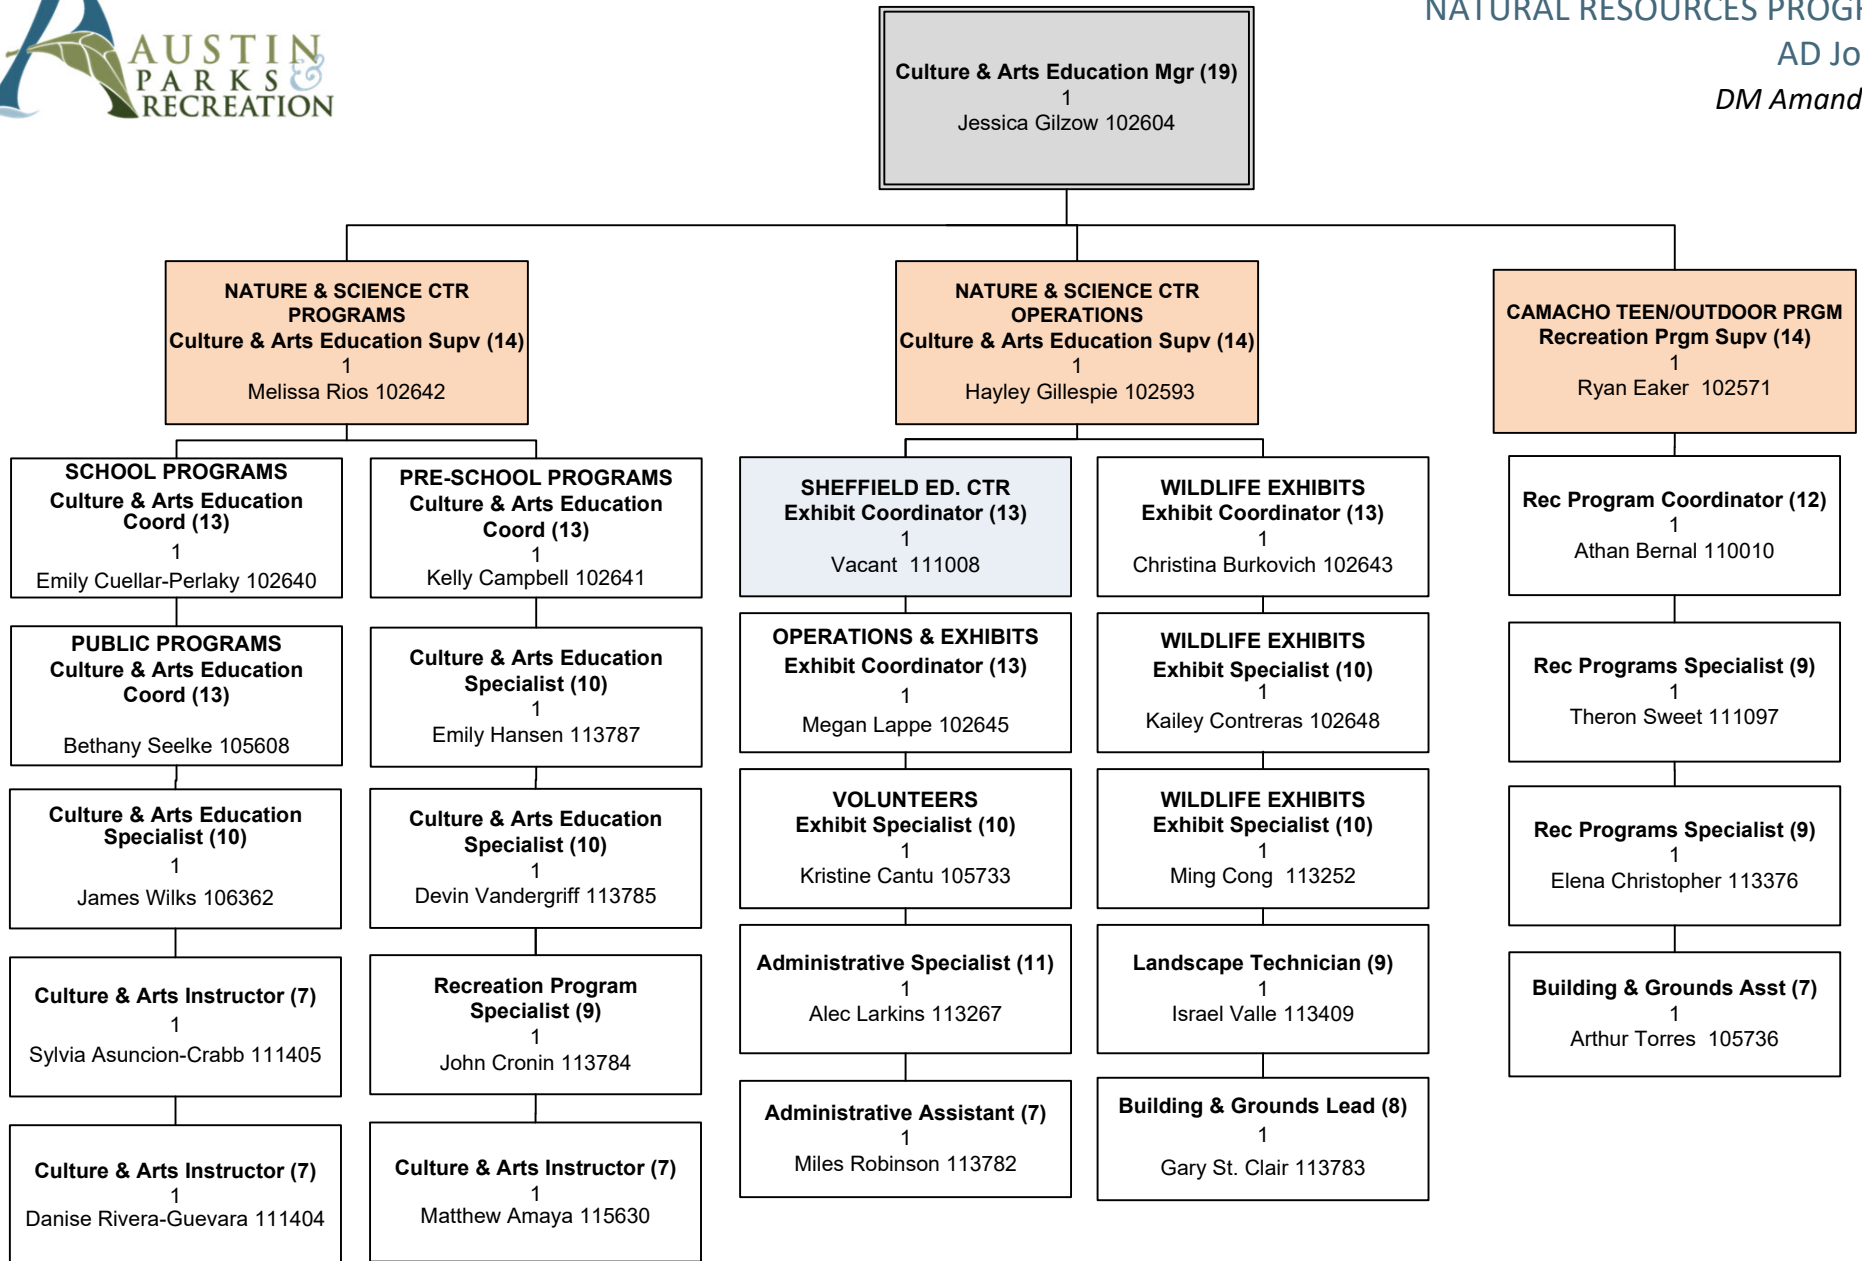 AUSTIN
PARKS &
RECREATION
NATURAL RESOURCES PROGR
AD Jo
DM Amand
Culture & Arts Education Mgr (19)
1
Jessica Gilzow 102604
NATURE & SCIENCE CTR
PROGRAMS
Culture & Arts Education Supv (14)
1
Melissa Rios 102642
NATURE & SCIENCE CTR
OPERATIONS
Culture & Arts Education Supv (14)
1
Hayley Gillespie 102593
CAMACHO TEEN/OUTDOOR PRGM
Recreation Prgm Supv (14)
1
Ryan Eaker 102571
SCHOOL PROGRAMS
Culture & Arts Education
Coord (13)
1
Emily Cuellar-Perlaky 102640
PUBLIC PROGRAMS
Culture & Arts Education
Coord (13)
Bethany Seelke 105608
Culture & Arts Education
Specialist (10)
1
James Wilks 106362
Culture & Arts Instructor (7)
1
Sylvia Asuncion-Crabb 111405
Culture & Arts Instructor (7)
1
Danise Rivera-Guevara 111404
PRE-SCHOOL PROGRAMS
Culture & Arts Education
Coord (13)
1
Kelly Campbell 102641
Culture & Arts Education
Specialist (10)
1
Emily Hansen 113787
Culture & Arts Education
Specialist (10)
1
Devin Vandergriff 113785
Recreation Program
Specialist (9)
1
John Cronin 113784
Culture & Arts Instructor (7)
1
Matthew Amaya 115630
SHEFFIELD ED. CTR
Exhibit Coordinator (13)
1
Vacant 111008
OPERATIONS & EXHIBITS
Exhibit Coordinator (13)
1
Megan Lappe 102645
VOLUNTEERS
Exhibit Specialist (10)
1
Kristine Cantu 105733
Administrative Specialist (11)
1
Alec Larkins 113267
Administrative Assistant (7)
1
Miles Robinson 113782
WILDLIFE EXHIBITS
Exhibit Coordinator (13)
1
Christina Burkovich 102643
WILDLIFE EXHIBITS
Exhibit Specialist (10)
1
Kailey Contreras 102648
WILDLIFE EXHIBITS
Exhibit Specialist (10)
1
Ming Cong 113252
Landscape Technician (9)
1
Israel Valle 113409
Building & Grounds Lead (8)
1
Gary St. Clair 113783
Rec Program Coordinator (12)
1
Athan Bernal 110010
Rec Programs Specialist (9)
1
Theron Sweet 111097
Rec Programs Specialist (9)
1
Elena Christopher 113376
Building & Grounds Asst (7)
1
Arthur Torres 105736